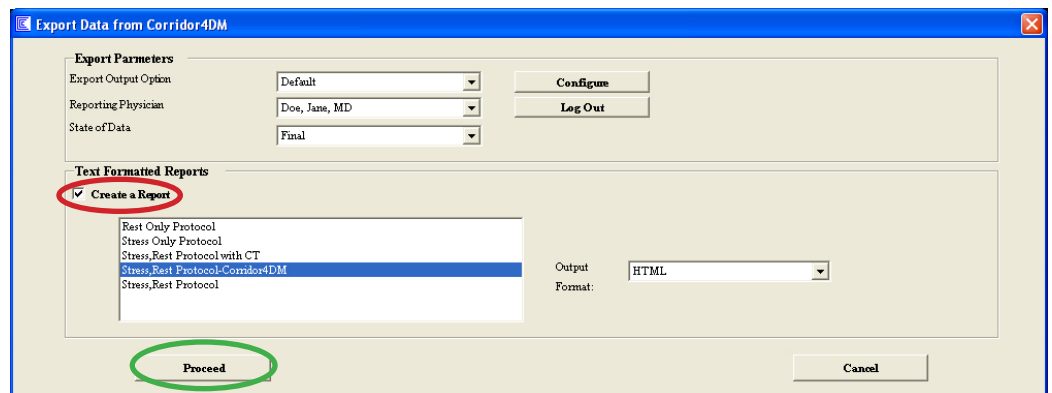 Export Data from Corridor4DM
Export Parmeters
Export Output Option
Default
Configure
Reporting Physician
Doe, Jane, MD
Log Out
State of Data
Final
Text Formatted Reports
Create a Report
Rest Only Protocol
Stress Only Protocol
Stress,Rest Protocol with CT
Stress,Rest Protocol-Corridor4DM
Stress,Rest Protocol
Output
Format:
HTML
Proceed
Cancel